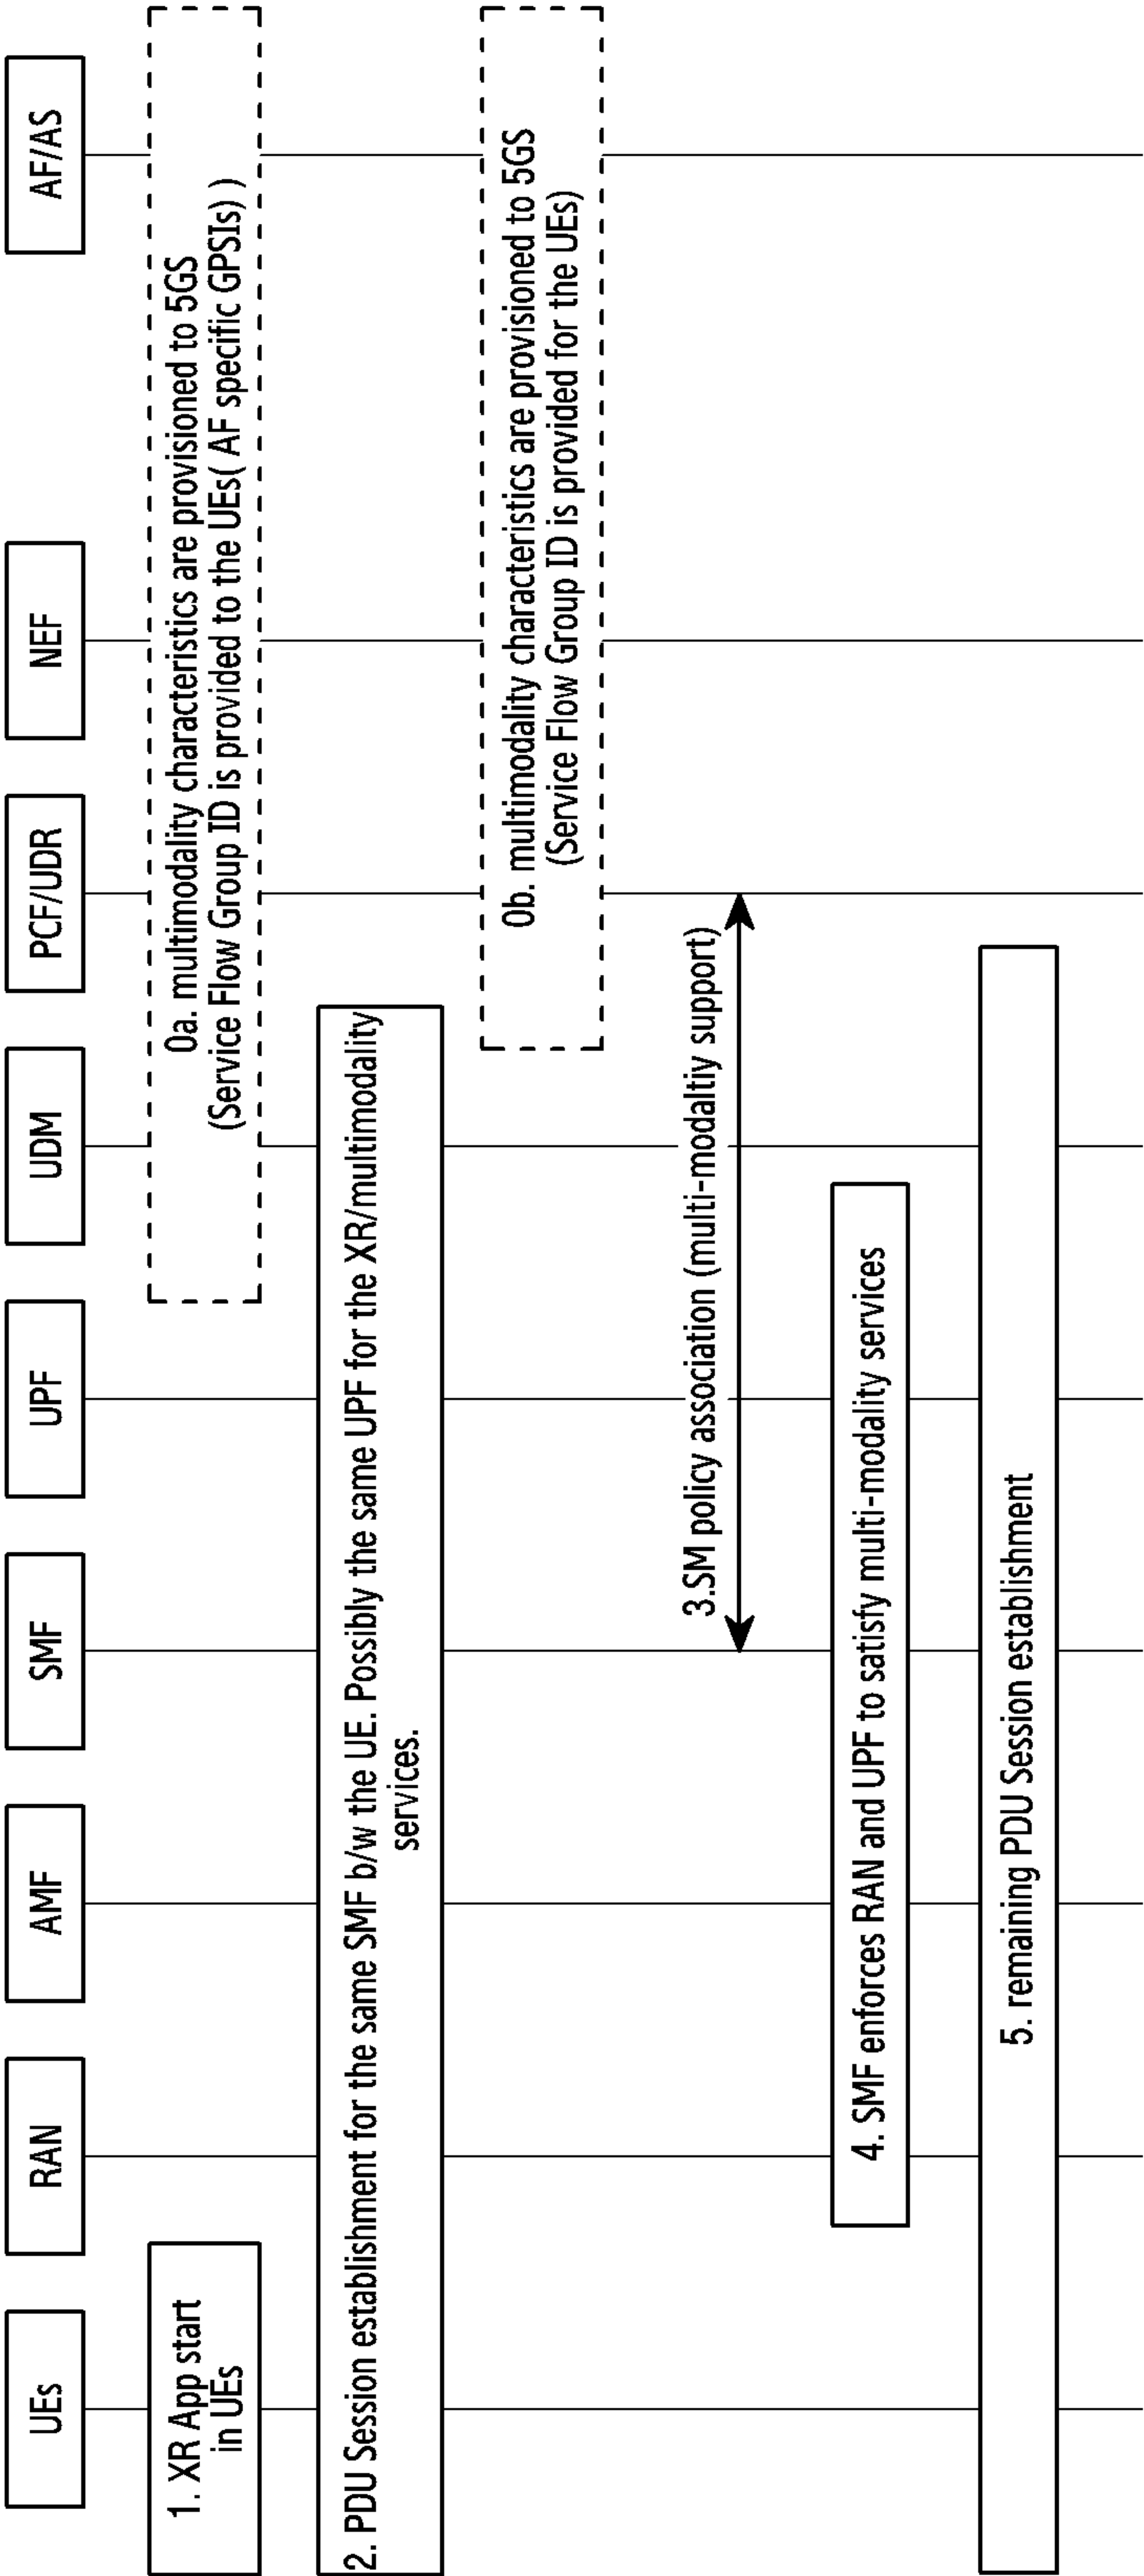 UEs
RAN
AMF
SMF
UPF
UDM
PCF/UDR
NEF
AF/AS
1. XR App start
in UEs
0a. multimodality characteristics are provisioned to 5GS
(Service Flow Group ID is provided to the UEs( AF specific GPSIs) )
2. PDU Session establishment for the same SMF b/w the UE. Possibly the same UPF for the XR/multimodality
services.
0b. multimodality characteristics are provisioned to 5GS
(Service Flow Group ID is provided for the UEs)
3.SM policy association (multi-modaltiy support)
4. SMF enforces RAN and UPF to satisfy multi-modality services
5. remaining PDU Session establishment